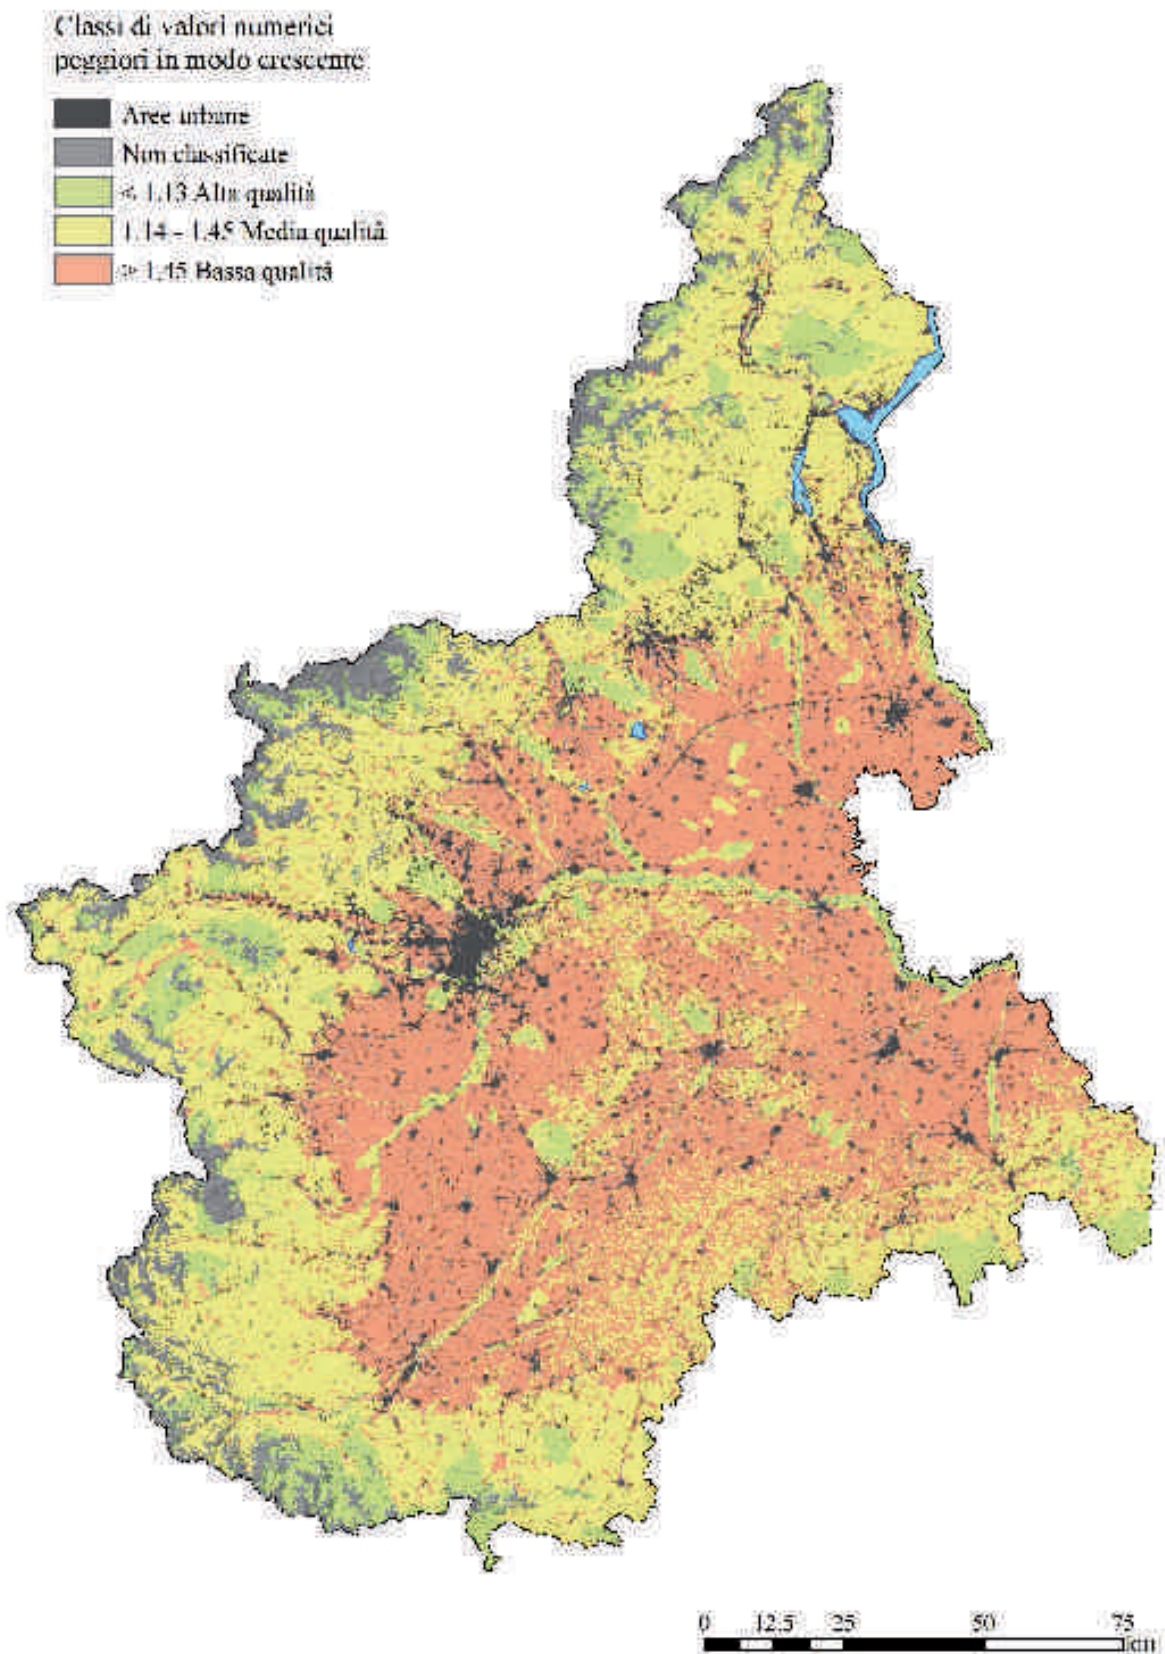 Classi di valori numerici
peggiori in modo crescente
Aree urbane
Non classificate
< 1.13 Alta qualità
1.14 - 1.45 Media qualità
> 1.45 Bassa qualità
0 12.5 25 50 75
km